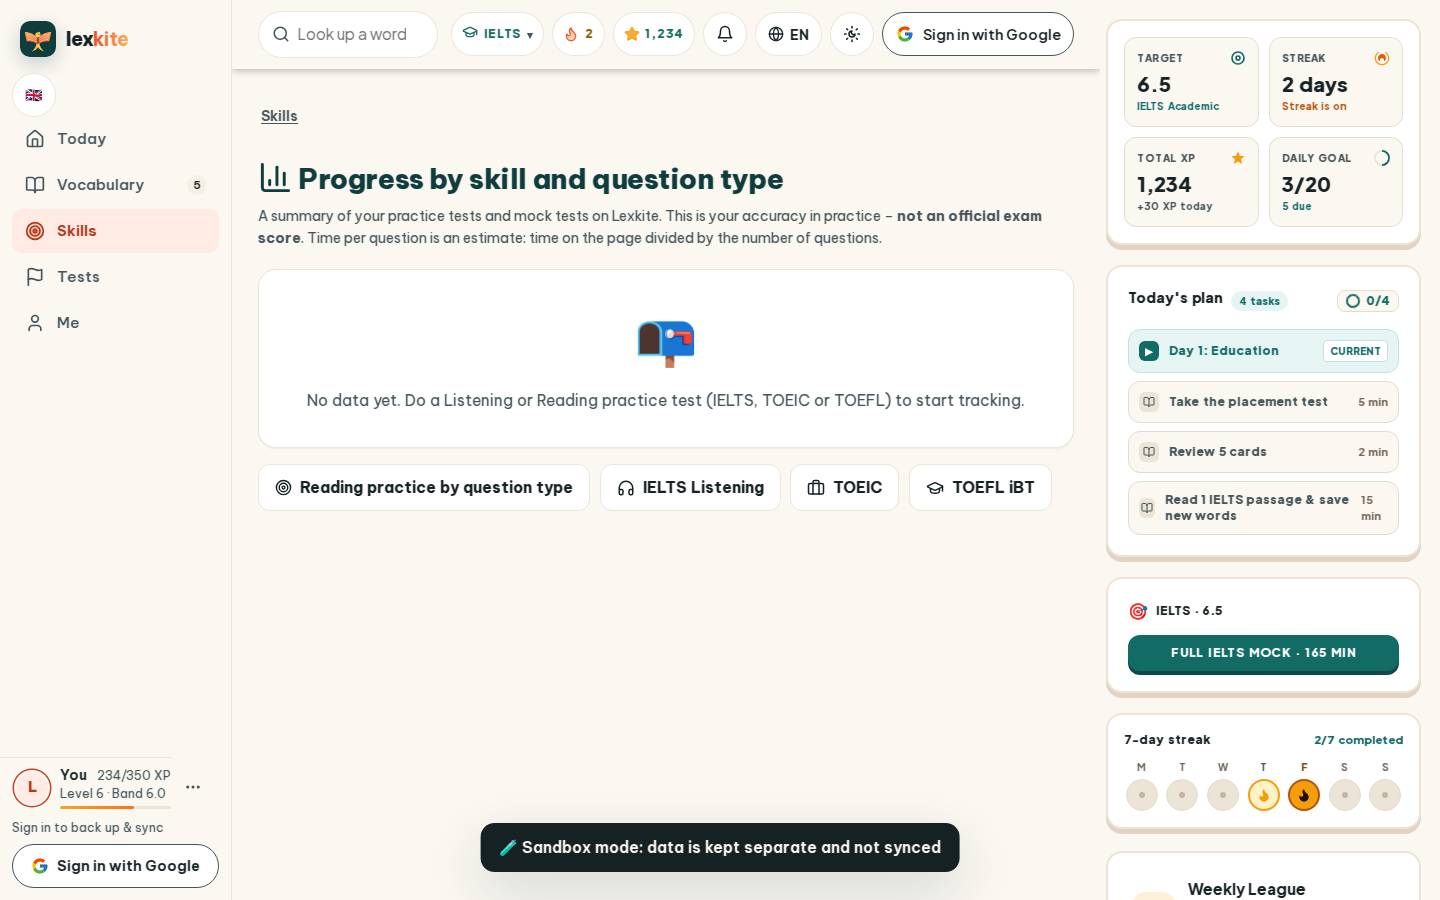 lexkite
Today
Vocabulary 5
Skills
Tests
Me
L
You 234/350 XP
Level 6 · Band 6.0
Sign in to back up & sync
Sign in with Google
Look up a word
IELTS ▾
2
1,234
EN
Sign in with Google
Skills
Progress by skill and question type
A summary of your practice tests and mock tests on Lexkite. This is your accuracy in practice – not an official exam
score. Time per question is an estimate: time on the page divided by the number of questions.
No data yet. Do a Listening or Reading practice test (IELTS, TOEIC or TOEFL) to start tracking.
Reading practice by question type
IELTS Listening
TOEIC
TOEFL iBT
🧪 Sandbox mode: data is kept separate and not synced
TARGET
6.5
IELTS Academic
STREAK
2 days
Streak is on
TOTAL XP
1,234
+30 XP today
DAILY GOAL
3/20
5 due
Today's plan 4 tasks 0/4
Day 1: Education CURRENT
Take the placement test 5 min
Review 5 cards 2 min
Read 1 IELTS passage & save 15
new words min
IELTS · 6.5
FULL IELTS MOCK · 165 MIN
7-day streak 2/7 completed
M T W T F S S
Weekly League